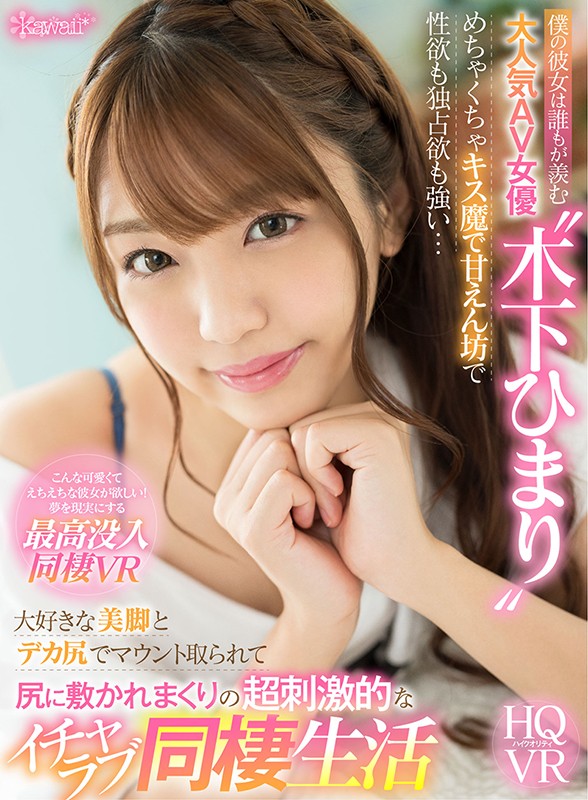 kawaii*
僕の彼女は誰もが羨む
大人気AV女優
"木下ひまり"
めちゃくちゃキス魔で甘えん坊で
性欲も独占欲も強い…
こんな可愛くて
えちえちな彼女が欲しい!
夢を現実にする
最高没入
同棲VR
大好きな美脚と
デカ尻でマウント取られて
尻に敷かれまくりの超刺激的な
イチャラブ同棲生活
HQ
ハイクオリティ
VR